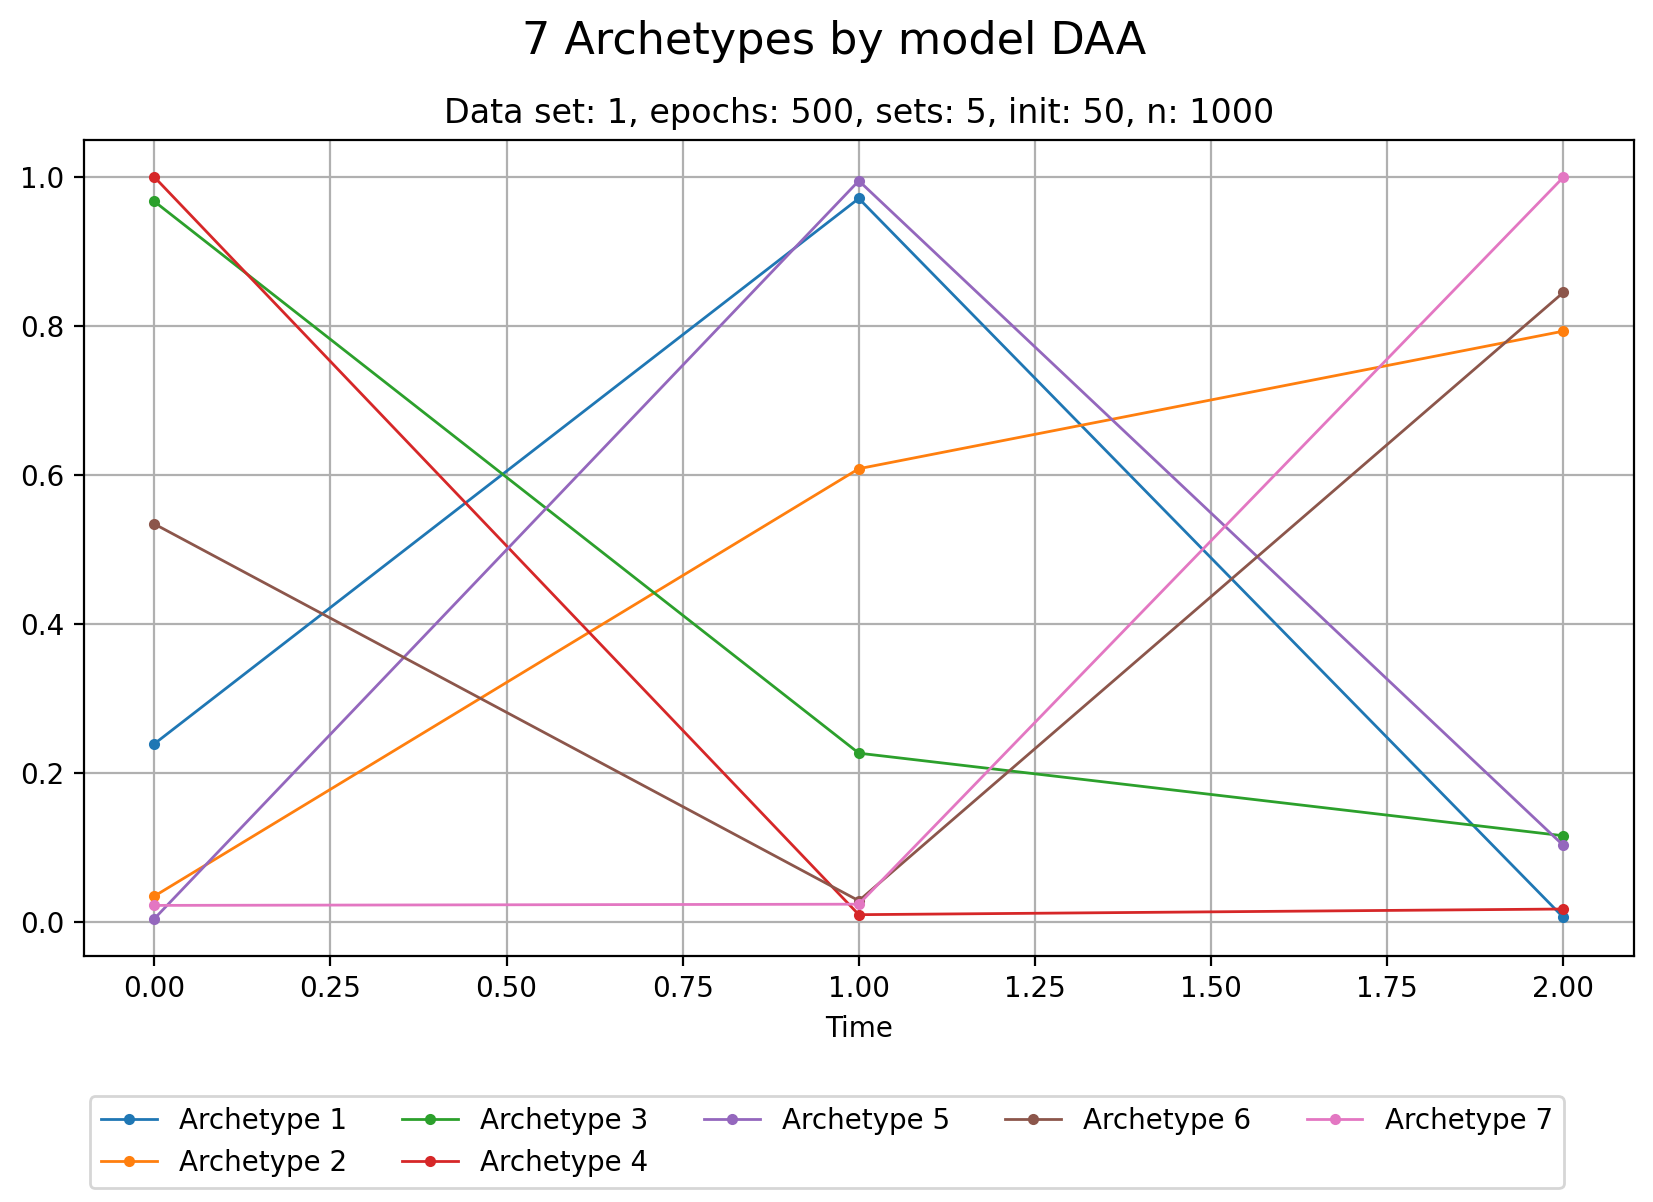 7 Archetypes by model DAA
Data set: 1, epochs: 500, sets: 5, init: 50, n: 1000
1.0
0.8
0.6
0.4
0.2
0.0
0.00 0.25 0.50 0.75 1.00 1.25 1.50 1.75 2.00
Time
Archetype 1 Archetype 3 Archetype 5 Archetype 6 Archetype 7
Archetype 2 Archetype 4